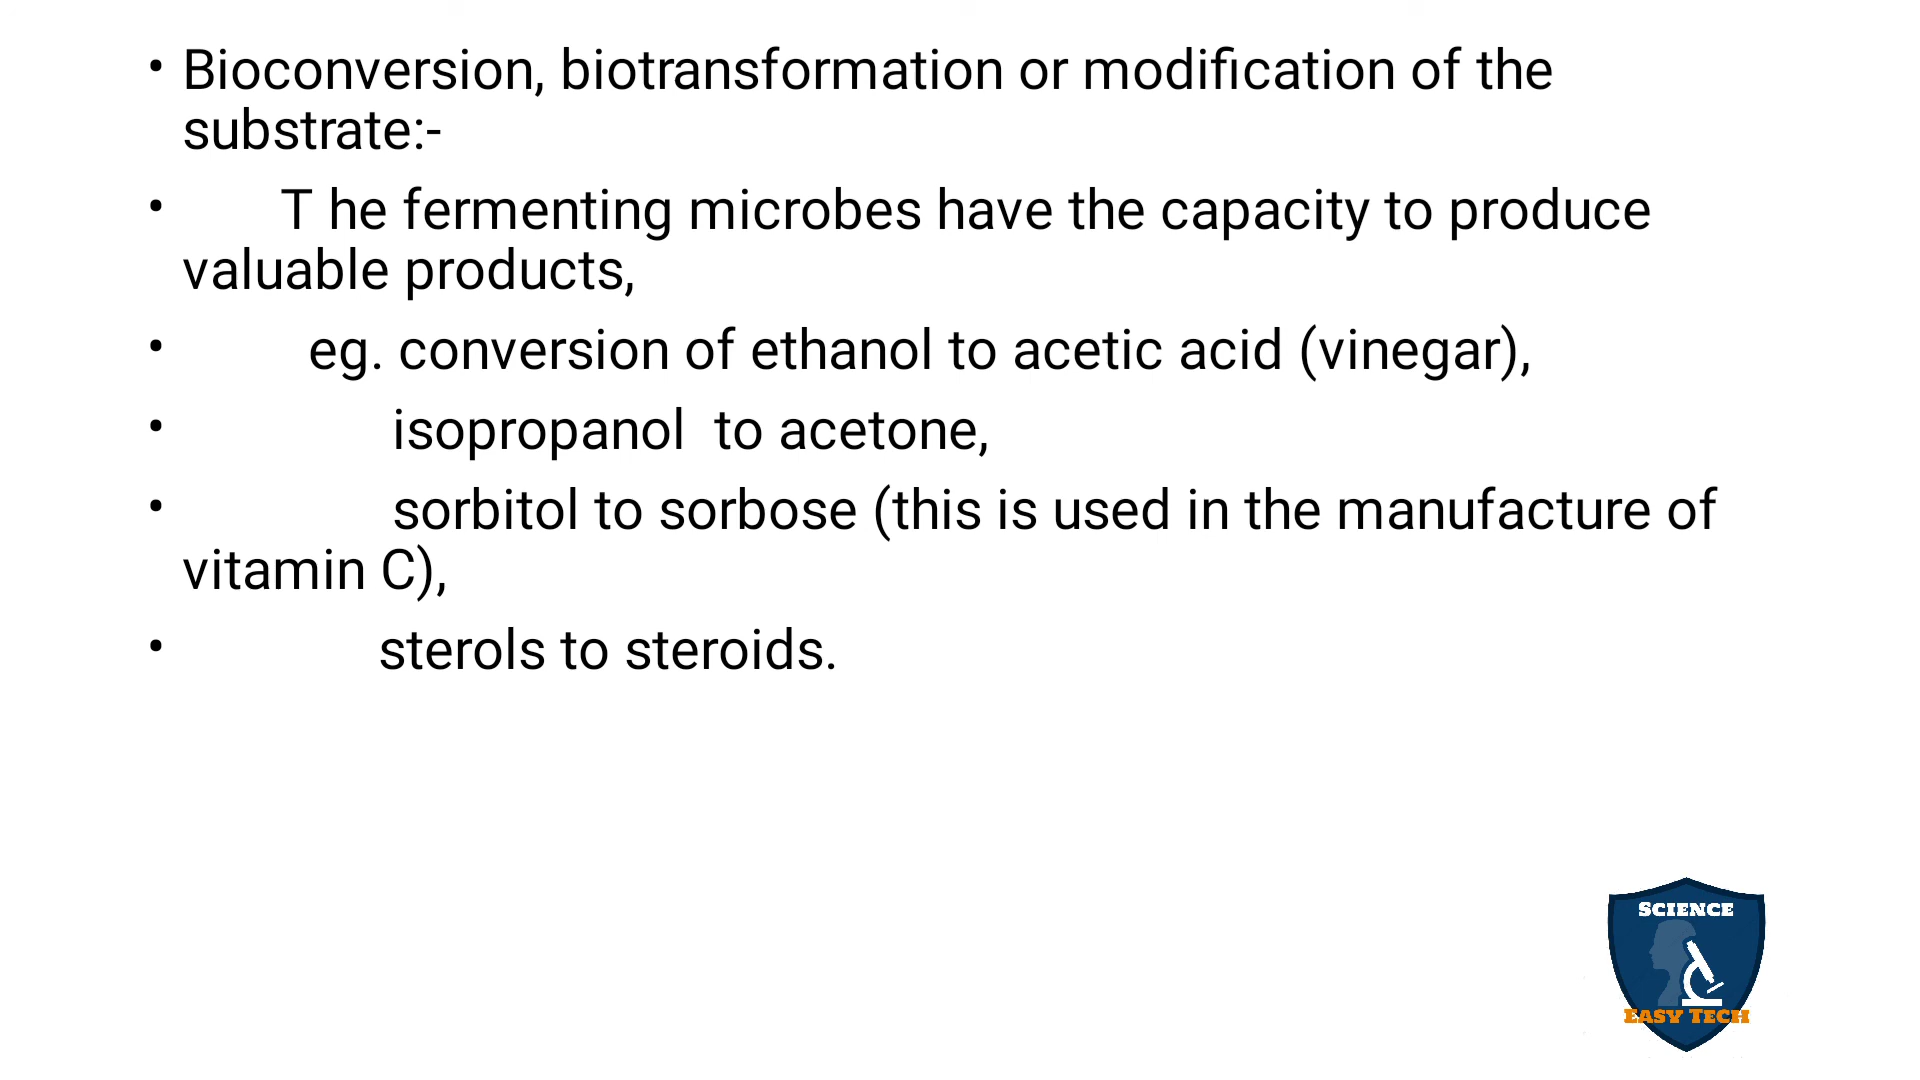 • Bioconversion, biotransformation or modification of the
substrate:-
• T he fermenting microbes have the capacity to produce
valuable products,
• eg. conversion of ethanol to acetic acid (vinegar),
• isopropanol  to acetone,
• sorbitol to sorbose (this is used in the manufacture of
vitamin C),
• sterols to steroids.
SCIENCE
EASY TECH